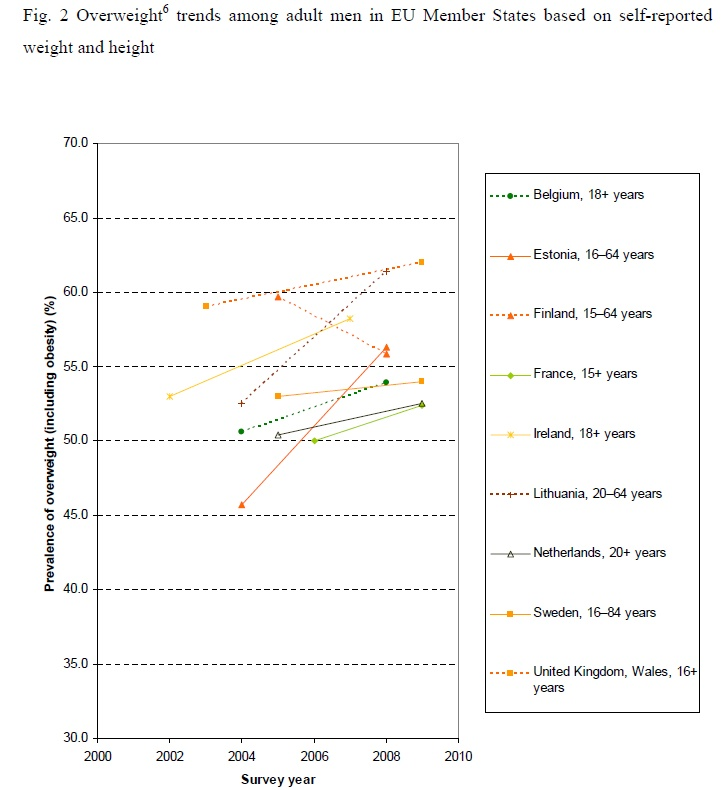 Fig. 2 Overweight6 trends among adult men in EU Member States based on self-reported
weight and height
Prevalence of overweight (including obesity) (%)
70.0
65.0
60.0
55.0
50.0
45.0
40.0
35.0
30.0
2000
2002
2004
2006
2008
2010
Survey year
Belgium, 18+ years
Estonia, 16–64 years
Finland, 15–64 years
France, 15+ years
Ireland, 18+ years
Lithuania, 20–64 years
Netherlands, 20+ years
Sweden, 16–84 years
United Kingdom, Wales, 16+
years